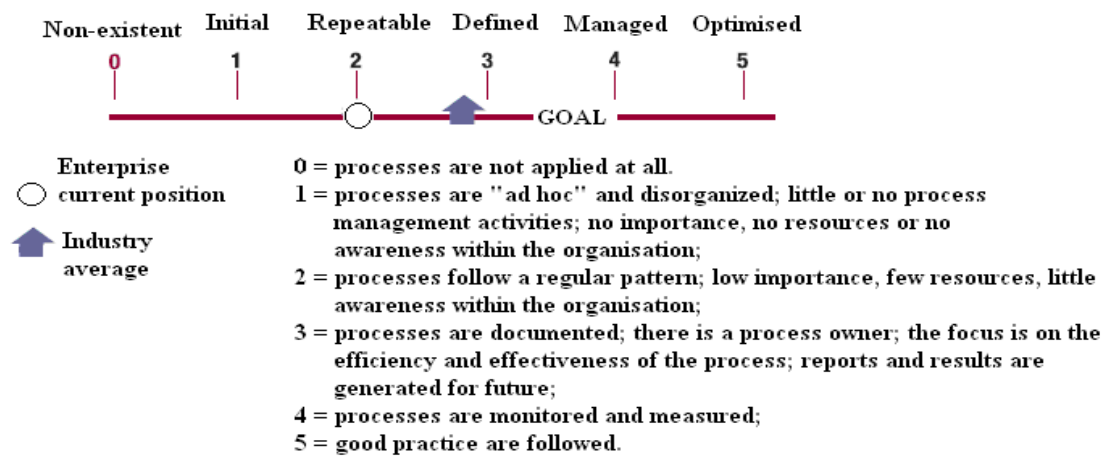 Non-existent Initial Repeatable Defined Managed Optimised
0 1 2 3 4 5
GOAL
Enterprise
current position
Industry
average
0 = processes are not applied at all.
1 = processes are "ad hoc" and disorganized; little or no process
management activities; no importance, no resources or no
awareness within the organisation;
2 = processes follow a regular pattern; low importance, few resources, little
awareness within the organisation;
3 = processes are documented; there is a process owner; the focus is on the
efficiency and effectiveness of the process; reports and results are
generated for future;
4 = processes are monitored and measured;
5 = good practice are followed.